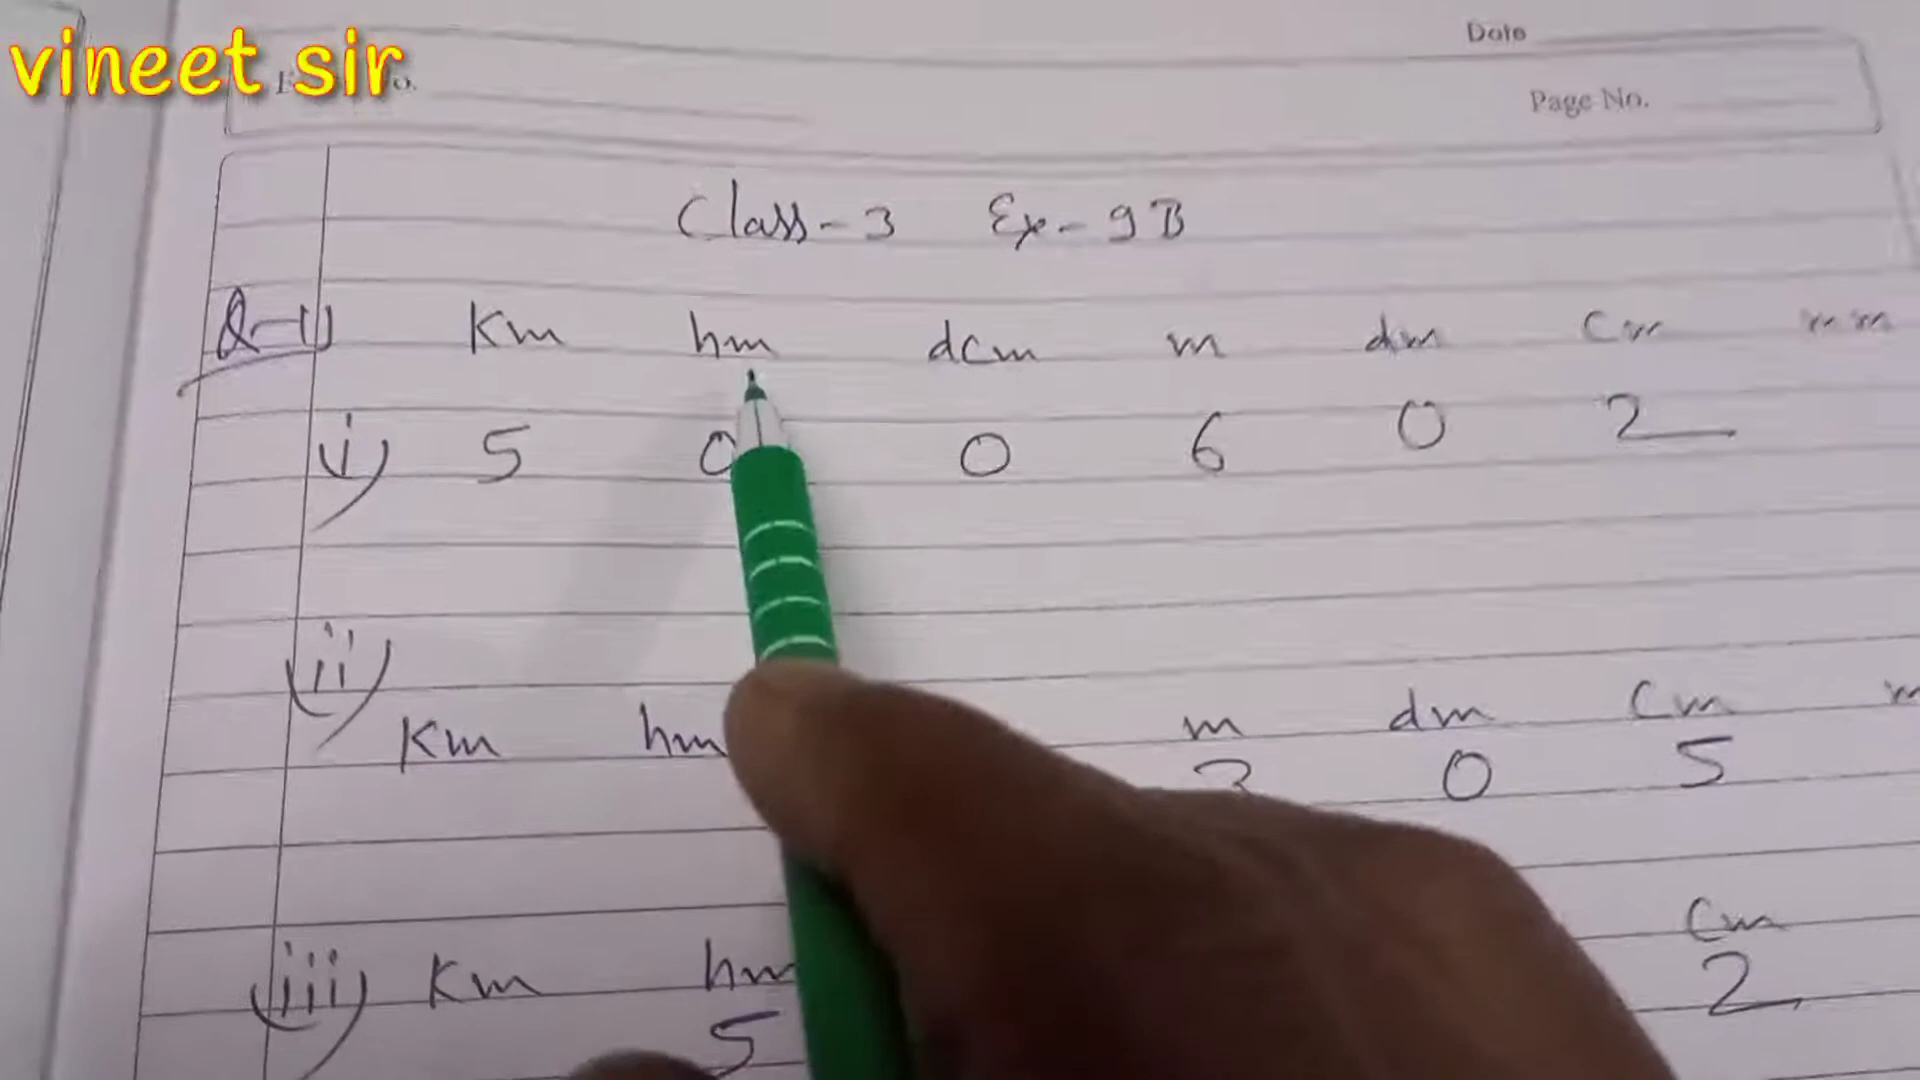 vineet sir
Date
Page No.
Class - 3 Ex - 9B
Q-1) Km hm dcm m dm cm mm
i) 5 0 0 6 0 2
ii)
Km hm m dm cm
0 5
iii) Km hm cm
5 2